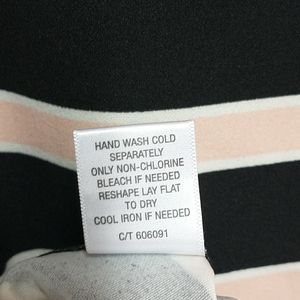 HAND WASH COLD
SEPARATELY
ONLY NON-CHLORINE
BLEACH IF NEEDED
RESHAPE LAY FLAT
TO DRY
COOL IRON IF NEEDED
C/T 606091